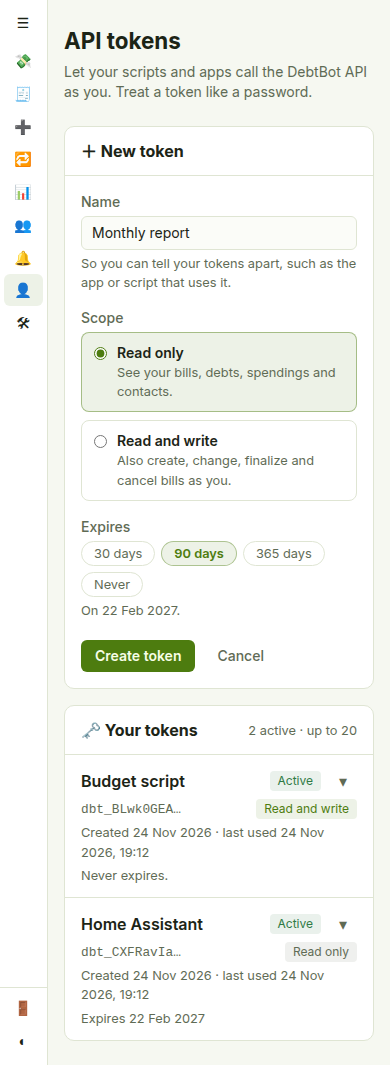 API tokens
Let your scripts and apps call the DebtBot API
as you. Treat a token like a password.
New token
Name
Monthly report
So you can tell your tokens apart, such as the
app or script that uses it.
Scope
Read only
See your bills, debts, spendings and
contacts.
Read and write
Also create, change, finalize and
cancel bills as you.
Expires
30 days
90 days
365 days
Never
On 22 Feb 2027.
Create token
Cancel
Your tokens
2 active · up to 20
Budget script
Active
dbt_BLwk0GEA…
Read and write
Created 24 Nov 2026 · last used 24 Nov
2026, 19:12
Never expires.
Home Assistant
Active
dbt_CXFRavIa…
Read only
Created 24 Nov 2026 · last used 24 Nov
2026, 19:12
Expires 22 Feb 2027